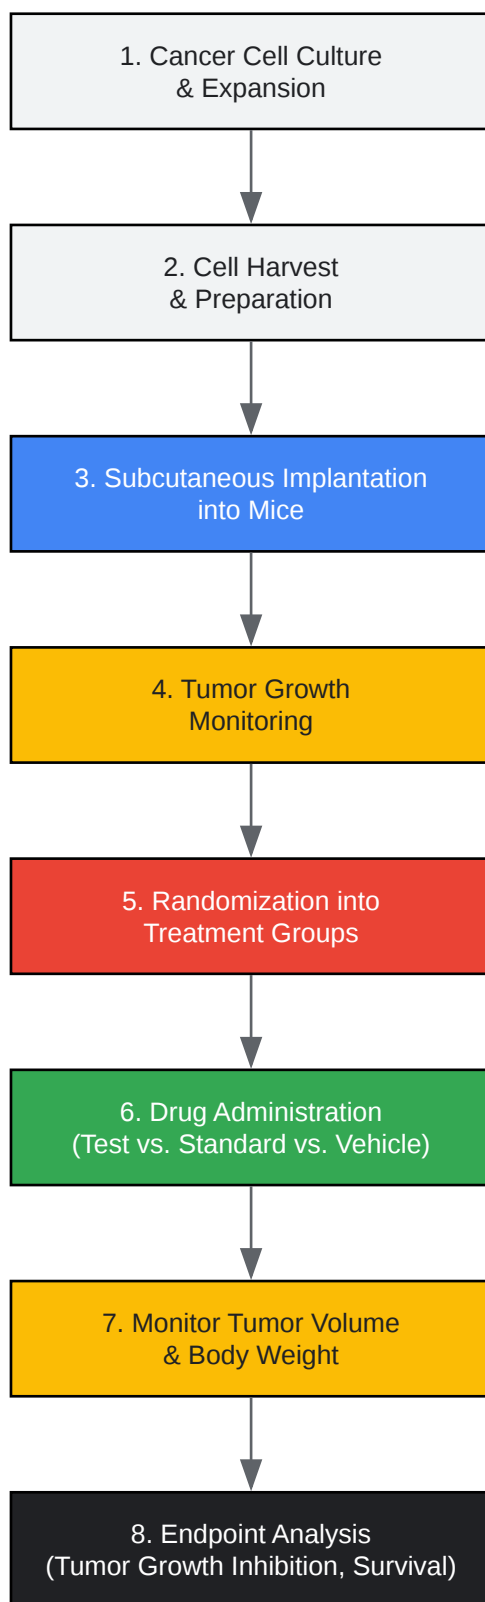 1. Cancer Cell Culture
& Expansion
2. Cell Harvest
& Preparation
3. Subcutaneous Implantation
into Mice
4. Tumor Growth
Monitoring
5. Randomization into
Treatment Groups
6. Drug Administration
(Test vs. Standard vs. Vehicle)
7. Monitor Tumor Volume
& Body Weight
8. Endpoint Analysis
(Tumor Growth Inhibition, Survival)